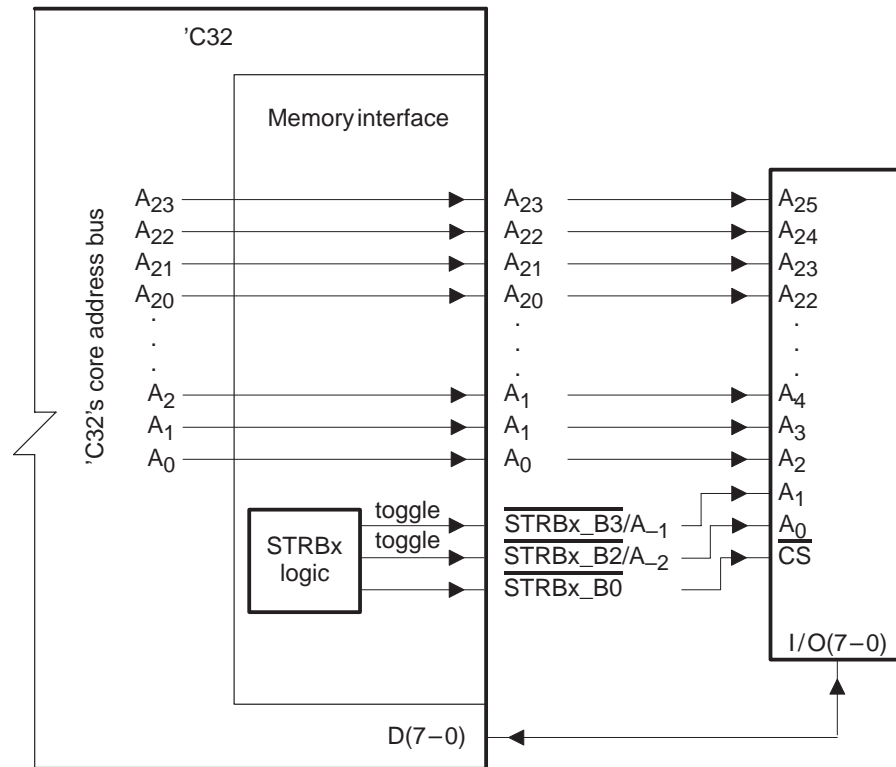 'C32
Memory interface
'C32's core address bus
A23 A23 A25
A22 A22 A24
A21 A21 A23
A20 A20 A22
. . .
. . .
. . .
A2 A1 A4
A1 A1 A3
A0 A0 A2
A1
toggle STRBx_B3/A–1 A0
toggle STRBx_B2/A–2 CS
STRBx logic
STRBx_B0
I/O(7–0)
D(7–0)